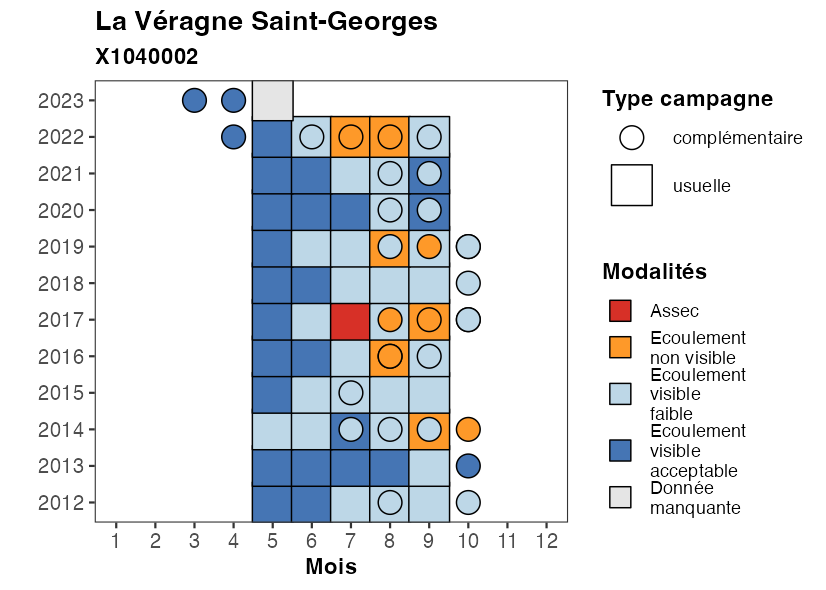 La Véragne Saint-Georges
X1040002
2023
2022
2021
2020
2019
2018
2017
2016
2015
2014
2013
2012
1 2 3 4 5 6 7 8 9 10 11 12
Mois
Type campagne
complémentaire
usuelle
Modalités
Assec
Ecoulement
non visible
Ecoulement
visible
faible
Ecoulement
visible
acceptable
Donnée
manquante